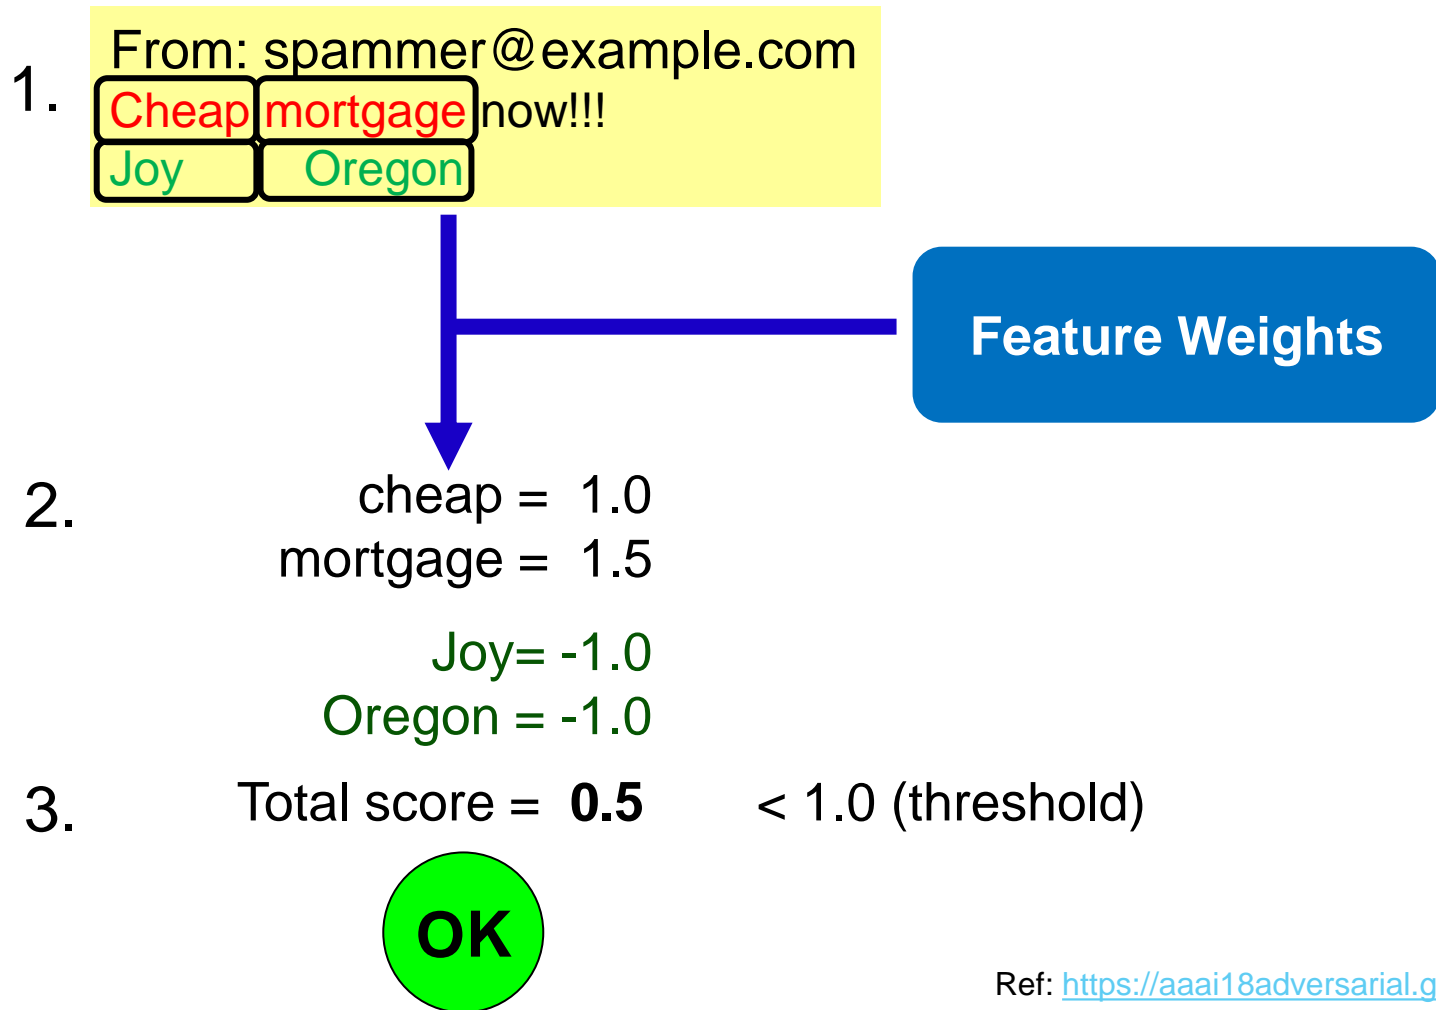 1.
From: spammer@example.com
Cheap mortgage now!!!
Joy Oregon
Feature Weights
2.
cheap = 1.0
mortgage = 1.5
Joy= -1.0
Oregon = -1.0
3.
Total score = 0.5 < 1.0 (threshold)
OK
Ref: https://aaai18adversarial.g